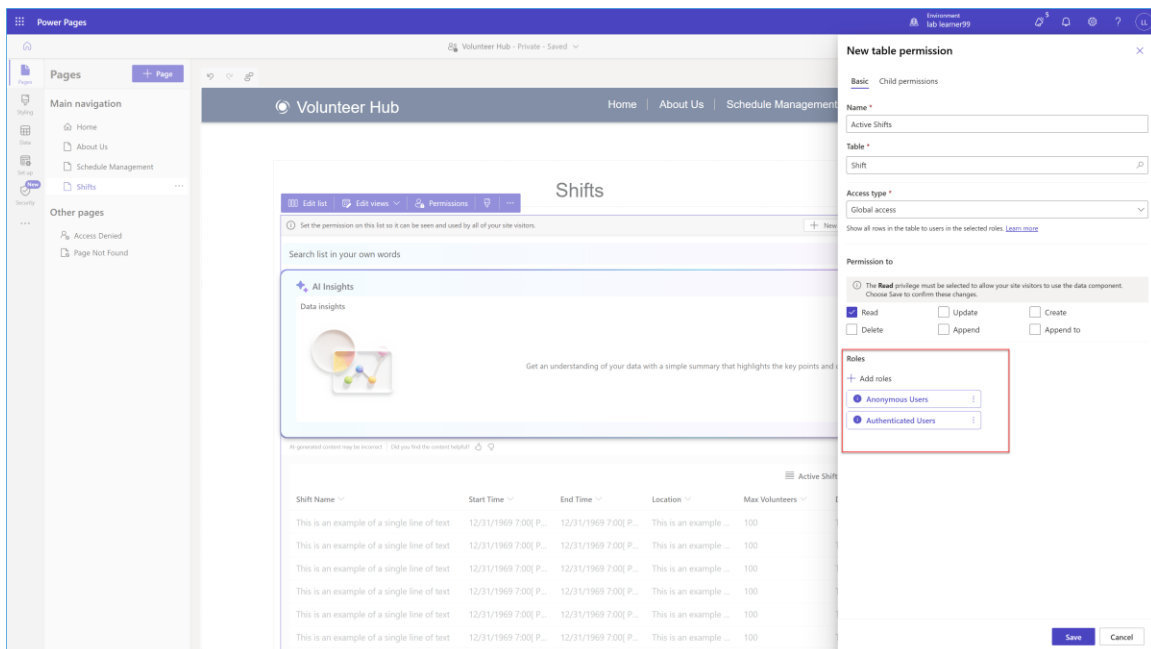 Power Pages
Environment
lab learner99
5
?
LL
Volunteer Hub - Private - Saved
Pages
Styling
Data
Set up
New
Security
Pages
+ Page
Main navigation
Home
About Us
Schedule Management
Shifts
Other pages
Access Denied
Page Not Found
Volunteer Hub
Home | About Us | Schedule Management
Shifts
Edit list
Edit views
Permissions
Set the permission on this list so it can be seen and used by all of your site visitors.
+ New
Search list in your own words
AI Insights
Data insights
Get an understanding of your data with a simple summary that highlights the key points and
AI-generated content may be incorrect | Did you find the content helpful?
Active Shift
Shift Name Start Time End Time Location Max Volunteers
This is an example of a single line of text 12/31/1969 7:00[ P... 12/31/1969 7:00[ P... This is an example ... 100
This is an example of a single line of text 12/31/1969 7:00[ P... 12/31/1969 7:00[ P... This is an example ... 100
This is an example of a single line of text 12/31/1969 7:00[ P... 12/31/1969 7:00[ P... This is an example ... 100
This is an example of a single line of text 12/31/1969 7:00[ P... 12/31/1969 7:00[ P... This is an example ... 100
This is an example of a single line of text 12/31/1969 7:00[ P... 12/31/1969 7:00[ P... This is an example ... 100
This is an example of a single line of text 12/31/1969 7:00[ P... 12/31/1969 7:00[ P... This is an example ... 100
New table permission
Basic Child permissions
Name *
Active Shifts
Table *
Shift
Access type *
Global access
Show all rows in the table to users in the selected roles. Learn more
Permission to
The Read privilege must be selected to allow your site visitors to use the data component.
Choose Save to confirm these changes.
Read Update Create
Delete Append Append to
Roles
+ Add roles
Anonymous Users
Authenticated Users
Save Cancel